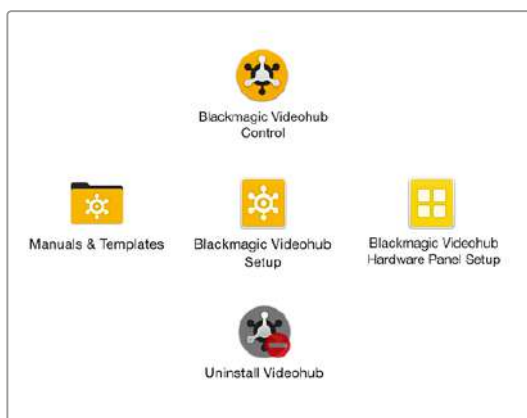 Blackmagic Videohub
Control
Manuals & Templates
Blackmagic Videohub
Setup
Blackmagic Videohub
Hardware Panel Setup
Uninstall Videohub